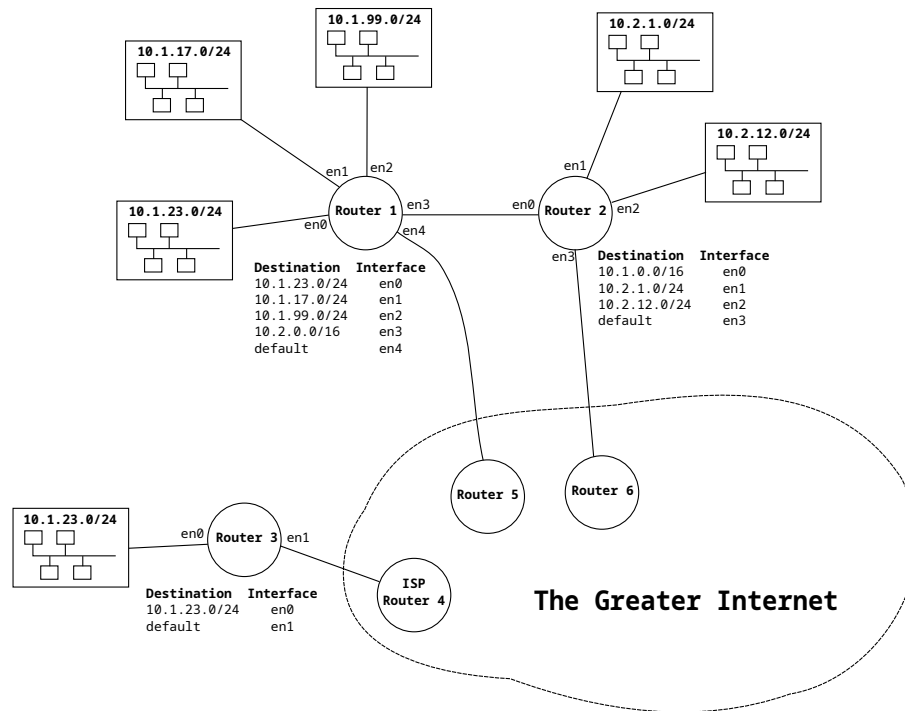 10.1.99.0/24
10.2.1.0/24
10.1.17.0/24
10.2.12.0/24
en1
en2
en1
10.1.23.0/24
en0
Router 1
en3
en4
en0
Router 2
en2
en3
Destination Interface
10.1.23.0/24 en0
10.1.17.0/24 en1
10.1.99.0/24 en2
10.2.0.0/16 en3
default en4
Destination Interface
10.1.0.0/16 en0
10.2.1.0/24 en1
10.2.12.0/24 en2
default en3
Router 5
Router 6
10.1.23.0/24
en0
Router 3
en1
Destination Interface
10.1.23.0/24 en0
default en1
ISP
Router 4
The Greater Internet